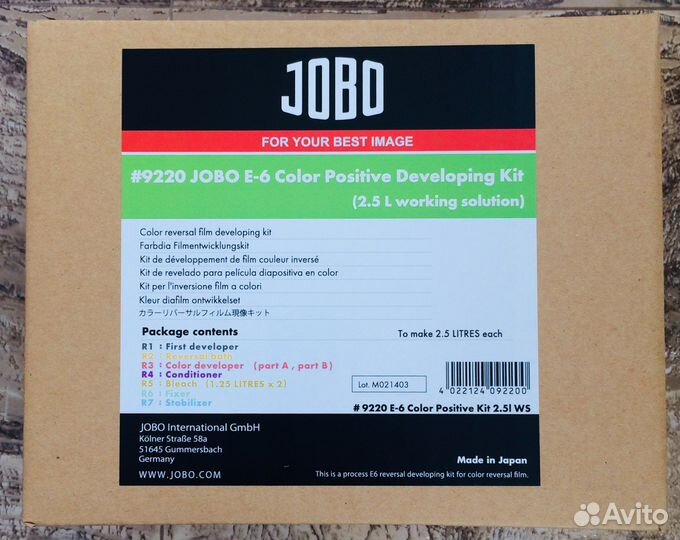 JOBO
FOR YOUR BEST IMAGE
#9220 JOBO E-6 Color Positive Developing Kit
(2.5 L working solution)
Color reversal film developing kit
Farbdia Filmentwicklungskit
Kit de développement de film couleur inversé
Kit de revelado para película diapositiva en color
Kit per l'inversione film a colori
Kleur diafilm ontwikkelset
カラーリバーサルフィルム現像キット
Package contents
To make 2.5 LITRES each
R1 : First developer
R2 : Reversal bath
R3 : Color developer (part A , part B)
R4 : Conditioner
R5 : Bleach (1.25 LITRES x 2)
R6 : Fixer
R7 : Stabilizer
Lot. M021403
4 022124 092200
# 9220 E-6 Color Positive Kit 2.5l WS
JOBO International GmbH
Kölner Straße 58a
51645 Gummersbach
Germany
WWW.JOBO.COM
Made in Japan
This is a process E6 reversal developing kit for color reversal film.
Avito